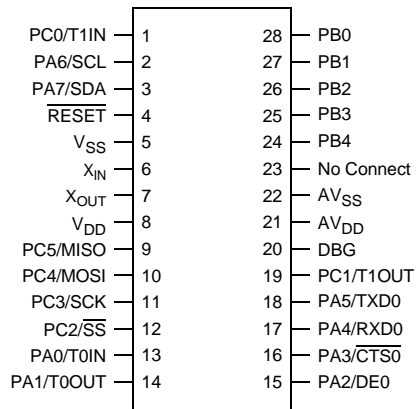 PC0/T1IN 1 28 PB0
PA6/SCL 2 27 PB1
PA7/SDA 3 26 PB2
RESET 4 25 PB3
VSS 5 24 PB4
XIN 6 23 No Connect
XOUT 7 22 AVSS
VDD 8 21 AVDD
PC5/MISO 9 20 DBG
PC4/MOSI 10 19 PC1/T1OUT
PC3/SCK 11 18 PA5/TXD0
PC2/SS 12 17 PA4/RXD0
PA0/T0IN 13 16 PA3/CTS0
PA1/T0OUT 14 15 PA2/DE0